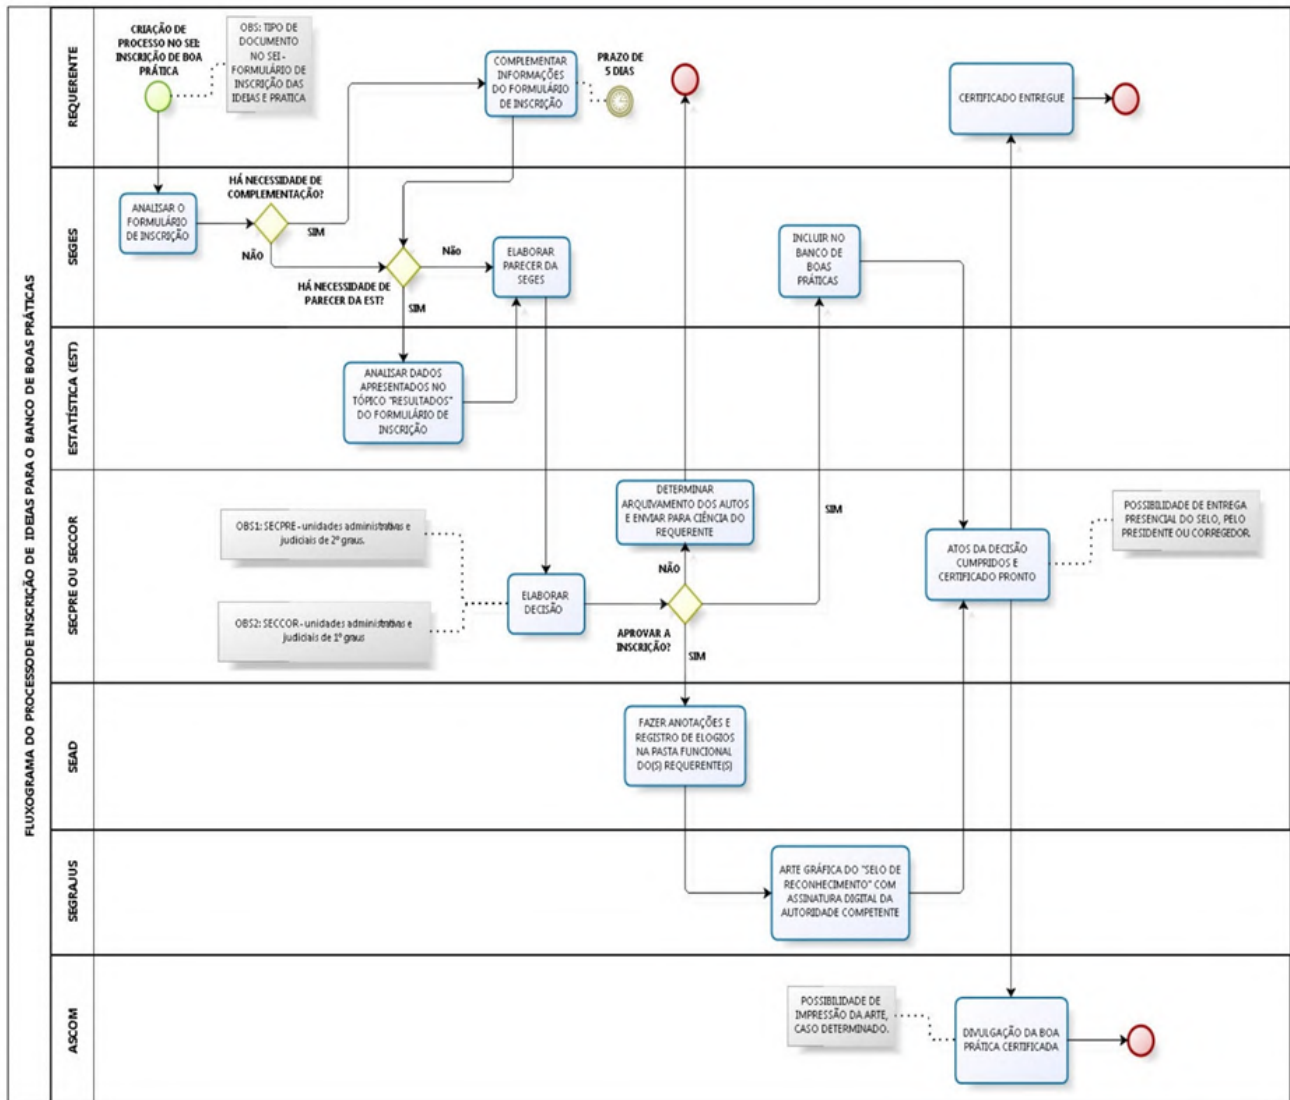 FLUXOGRAMA DO PROCESSODE INSCRIÇÃO DE IDEIAS PARA O BANCO DE BOAS PRÁTICAS
REQUERENTE
CRIAÇÃO DE
PROCESSO NO SEI:
INSCRIÇÃO DE BOA
PRÁTICA
OBS: TIPO DE
DOCUMENTO
NO SEI -
FORMULÁRIO DE
INSCRIÇÃO DAS
IDEIAS E PRATICA
COMPLEMENTAR
INFORMAÇÕES
DO FORMULÁRIO
DE INSCRIÇÃO
PRAZO DE
5 DIAS
CERTIFICADO ENTREGUE
SEGES
ANALISAR O
FORMULÁRIO
DE INSCRIÇÃO
HÁ NECESSIDADE DE
COMPLEMENTAÇÃO?
SIM
NÃO
HÁ NECESSIDADE DE
PARECER DA EST?
Não
SIM
ELABORAR
PARECER DA
SEGES
INCLUIR NO
BANCO DE
BOAS
PRÁTICAS
ESTATÍSTICA (EST)
ANALISAR DADOS
APRESENTADOS NO
TÓPICO "RESULTADOS"
DO FORMULÁRIO DE
INSCRIÇÃO
SECPRE OU SECCOR
OBS1: SECPRE - unidades administrativas e
judiciais de 2º graus.
OBS2: SECCOR - unidades administrativas e
judiciais de 1º graus
ELABORAR
DECISÃO
DETERMINAR
ARQUIVAMENTO DOS AUTOS
E ENVIAR PARA CIÊNCIA DO
REQUERENTE
NÃO
APROVAR A
INSCRIÇÃO?
SIM
SIM
ATOS DA DECISÃO
CUMPRIDOS E
CERTIFICADO PRONTO
POSSIBILIDADE DE ENTREGA
PRESENCIAL DO SELO, PELO
PRESIDENTE OU CORREGEDOR.
SEAD
FAZER ANOTAÇÕES E
REGISTRO DE ELOGIOS
NA PASTA FUNCIONAL
DO(S) REQUERENTE(S)
SEGRAJUS
ARTE GRÁFICA DO "SELO DE
RECONHECIMENTO" COM
ASSINATURA DIGITAL DA
AUTORIDADE COMPETENTE
ASCOM
POSSIBILIDADE DE
IMPRESSÃO DA ARTE,
CASO DETERMINADO.
DIVULGAÇÃO DA BOA
PRÁTICA CERTIFICADA